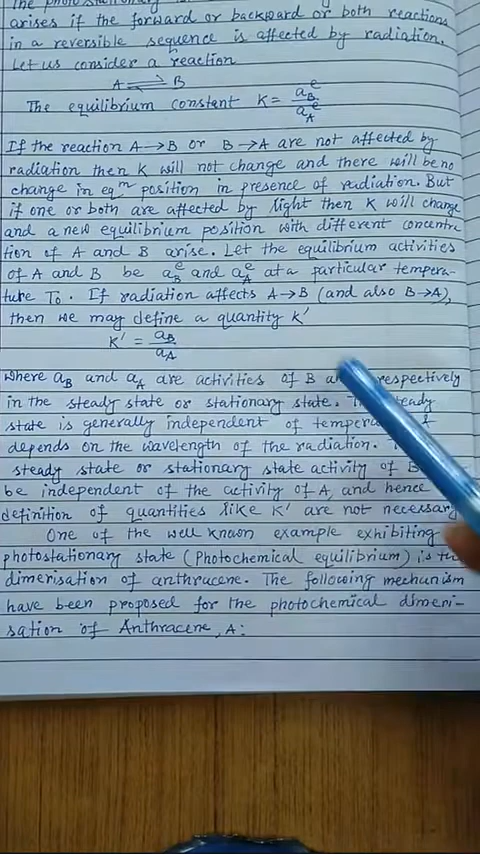 The photostationary
arises if the forward or backward or both reactions
in a reversible sequence is affected by radiation.
Let us consider a reaction
A ⇌ B
The equilibrium constant K = a_B^e / a_A^e
If the reaction A → B or B → A are not affected by
radiation then K will not change and there will be no
change in eqᵐ position in presence of radiation. But
if one or both are affected by light then K will change
and a new equilibrium position with different concentra-
tion of A and B arise. Let the equilibrium activities
of A and B be a_B^e and a_A^e at a particular tempera-
ture T₀. If radiation affects A → B (and also B → A),
then we may define a quantity K'
K' = a_B / a_A
where a_B and a_A are activities of B respectively
in the steady state or stationary state.
state is generally independent of
depends on the wavelength of the radiation.
steady state or stationary state activity of B
be independent of the activity of A, and hence
definition of quantities like K' are not necessary
One of the well known example exhibiting
photostationary state (Photochemical equilibrium) is the
dimerisation of anthracene. The following mechanism
have been proposed for the photochemical dimeri-
sation of Anthracene, A: